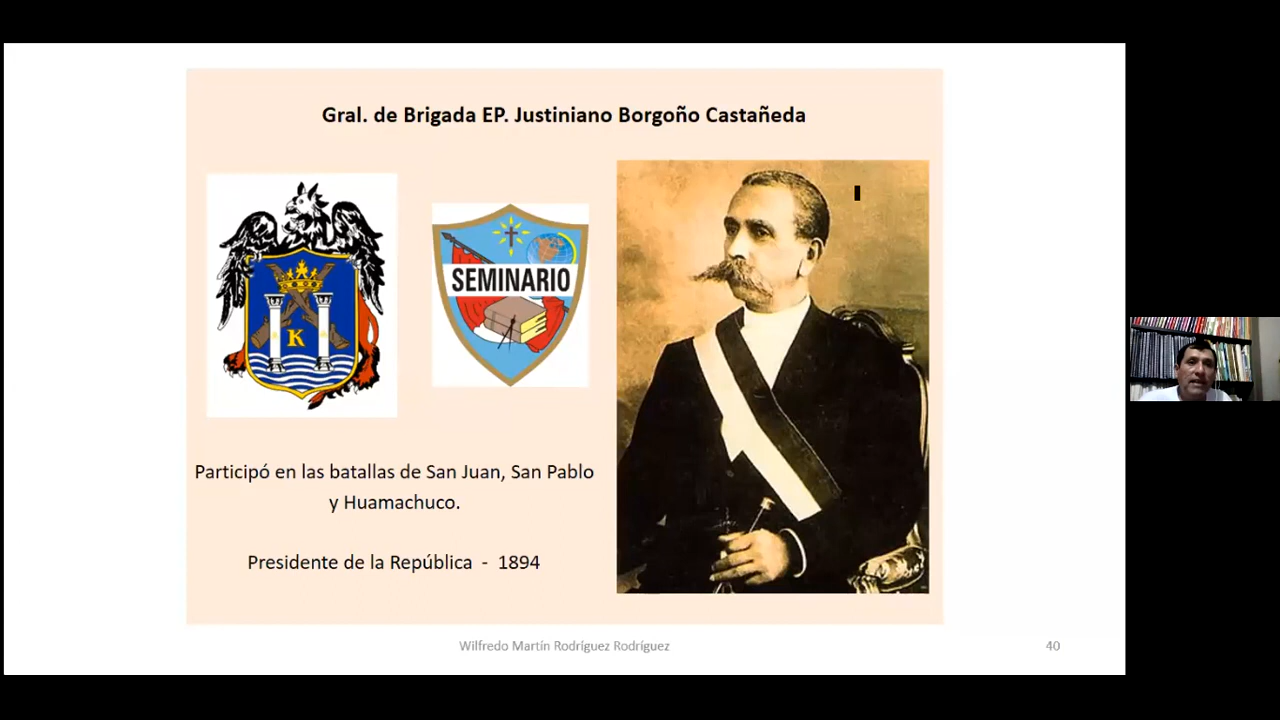 Gral. de Brigada EP. Justiniano Borgoño Castañeda
K
SEMINARIO
Participó en las batallas de San Juan, San Pablo
y Huamachuco.
Presidente de la República - 1894
Wilfredo Martín Rodríguez Rodríguez
40